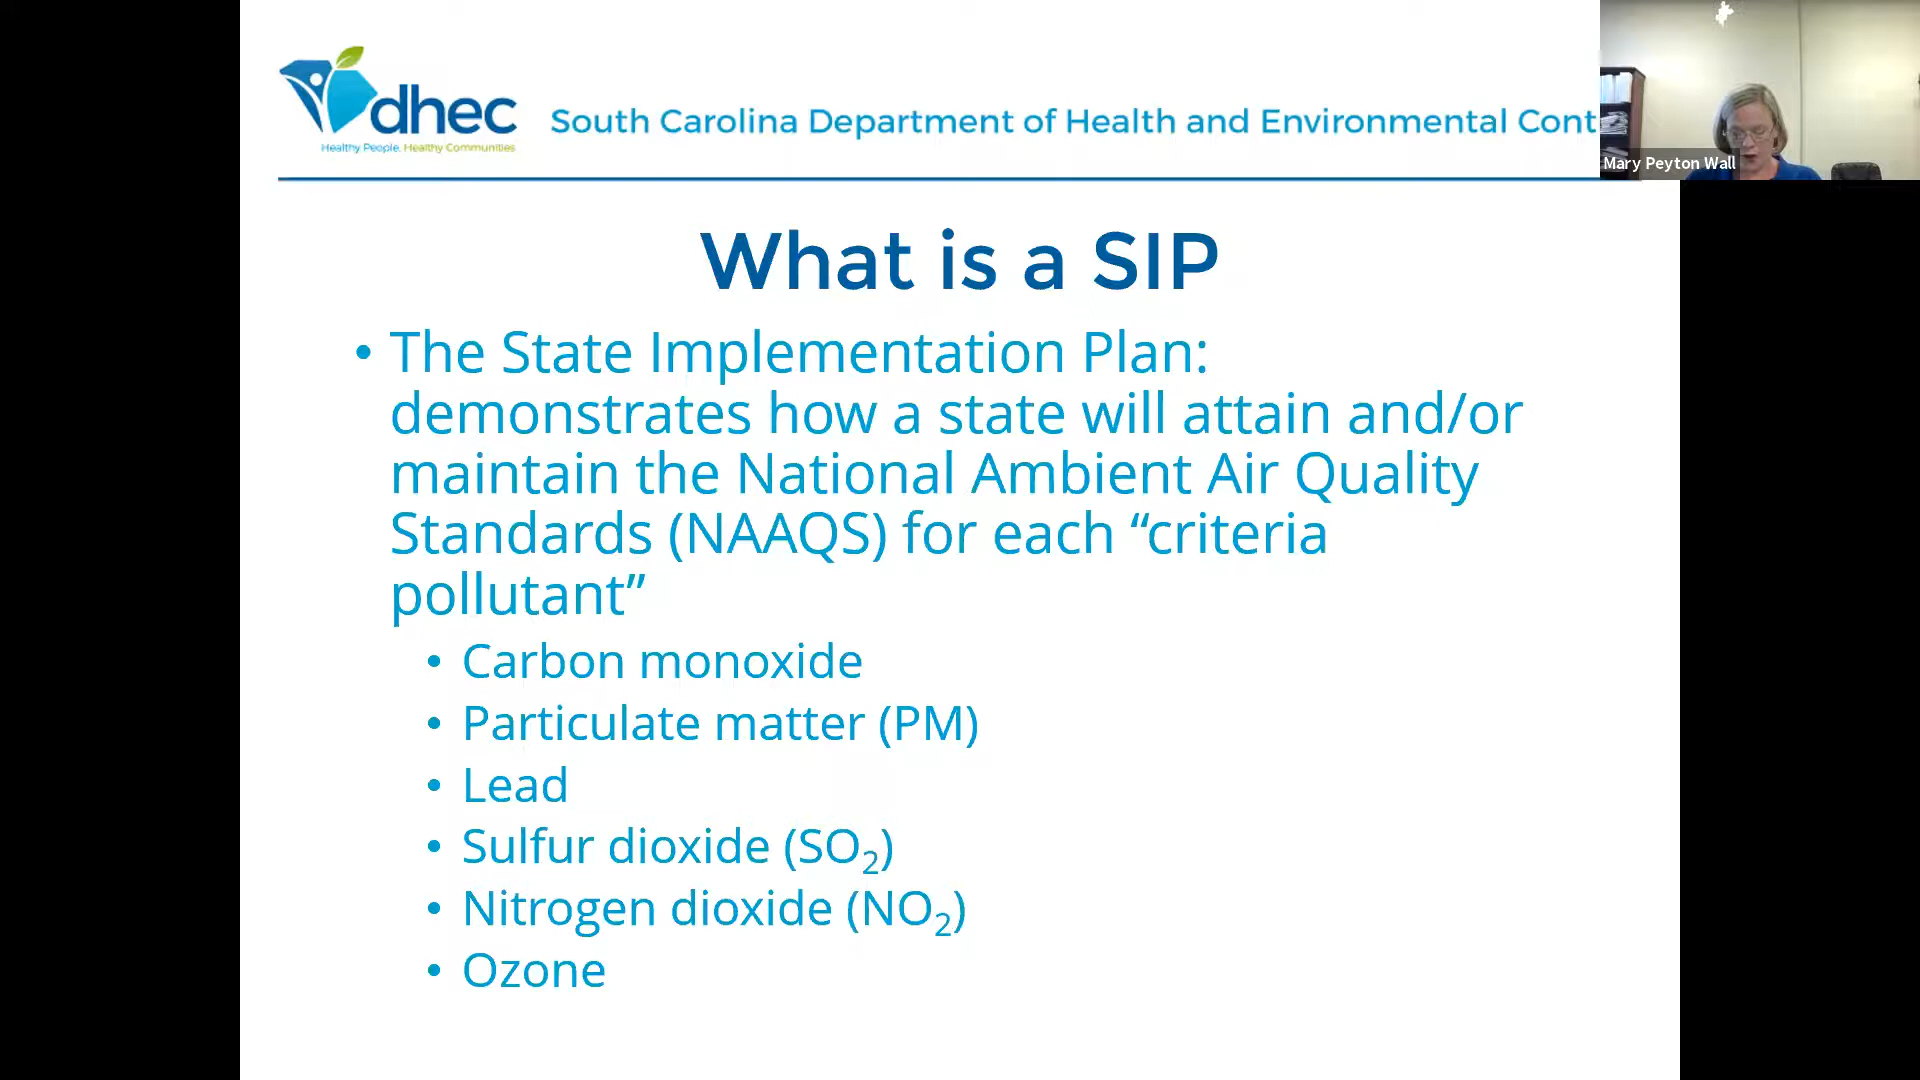 dhec
Healthy People. Healthy Communities
South Carolina Department of Health and Environmental Cont
Mary Peyton Wall
What is a SIP
• The State Implementation Plan:
demonstrates how a state will attain and/or
maintain the National Ambient Air Quality
Standards (NAAQS) for each “criteria
pollutant”
• Carbon monoxide
• Particulate matter (PM)
• Lead
• Sulfur dioxide (SO₂)
• Nitrogen dioxide (NO₂)
• Ozone